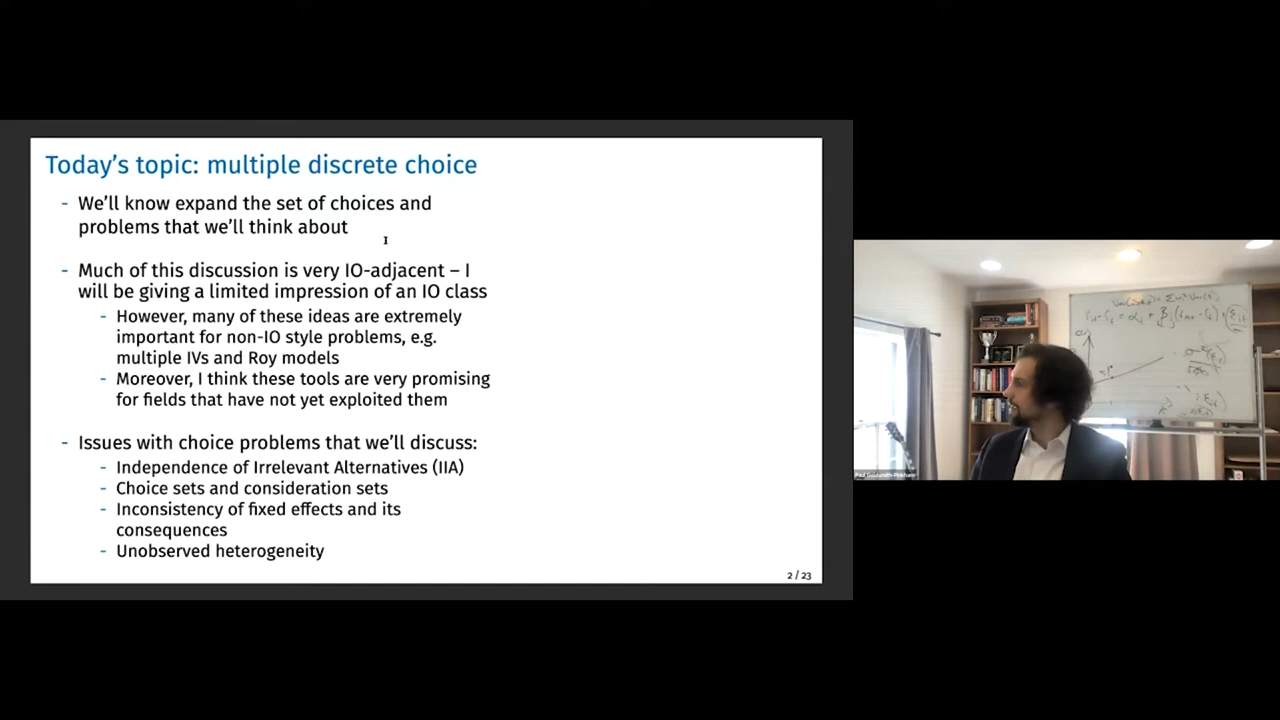 Today's topic: multiple discrete choice
- We'll know expand the set of choices and
problems that we'll think about
- Much of this discussion is very IO-adjacent – I
will be giving a limited impression of an IO class
- However, many of these ideas are extremely
important for non-IO style problems, e.g.
multiple IVs and Roy models
- Moreover, I think these tools are very promising
for fields that have not yet exploited them
- Issues with choice problems that we'll discuss:
- Independence of Irrelevant Alternatives (IIA)
- Choice sets and consideration sets
- Inconsistency of fixed effects and its
consequences
- Unobserved heterogeneity
2 / 23
Paul Goldsmith-Pinkham